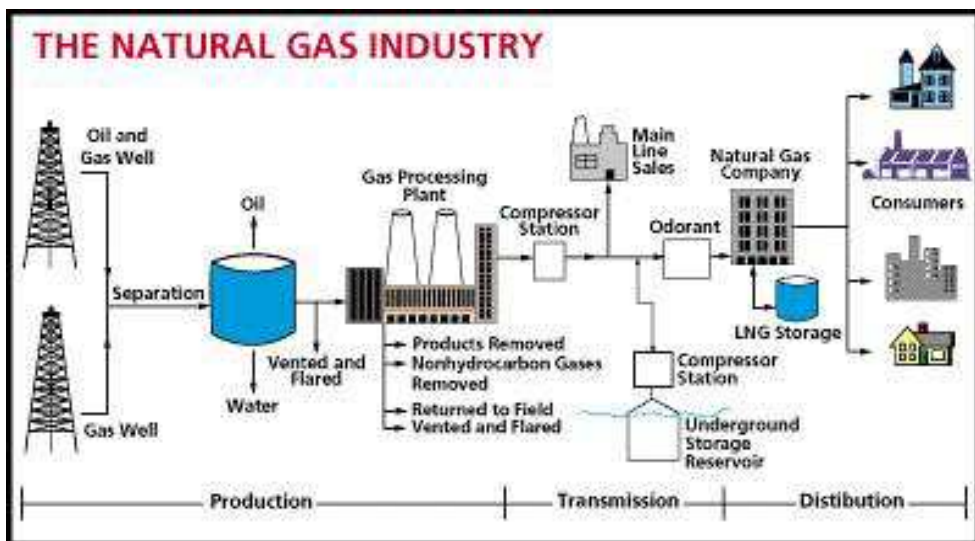 THE NATURAL GAS INDUSTRY
Oil and
Gas Well
Oil
Gas Processing
Plant
Compressor
Station
Main
Line
Sales
Odorant
Natural Gas
Company
Consumers
Separation
Vented and
Flared
Water
Gas Well
Products Removed
Nonhydrocarbon Gases
Removed
Returned to Field
Vented and Flared
Compressor
Station
Underground
Storage
Reservoir
LNG Storage
Production
Transmission
Distibution